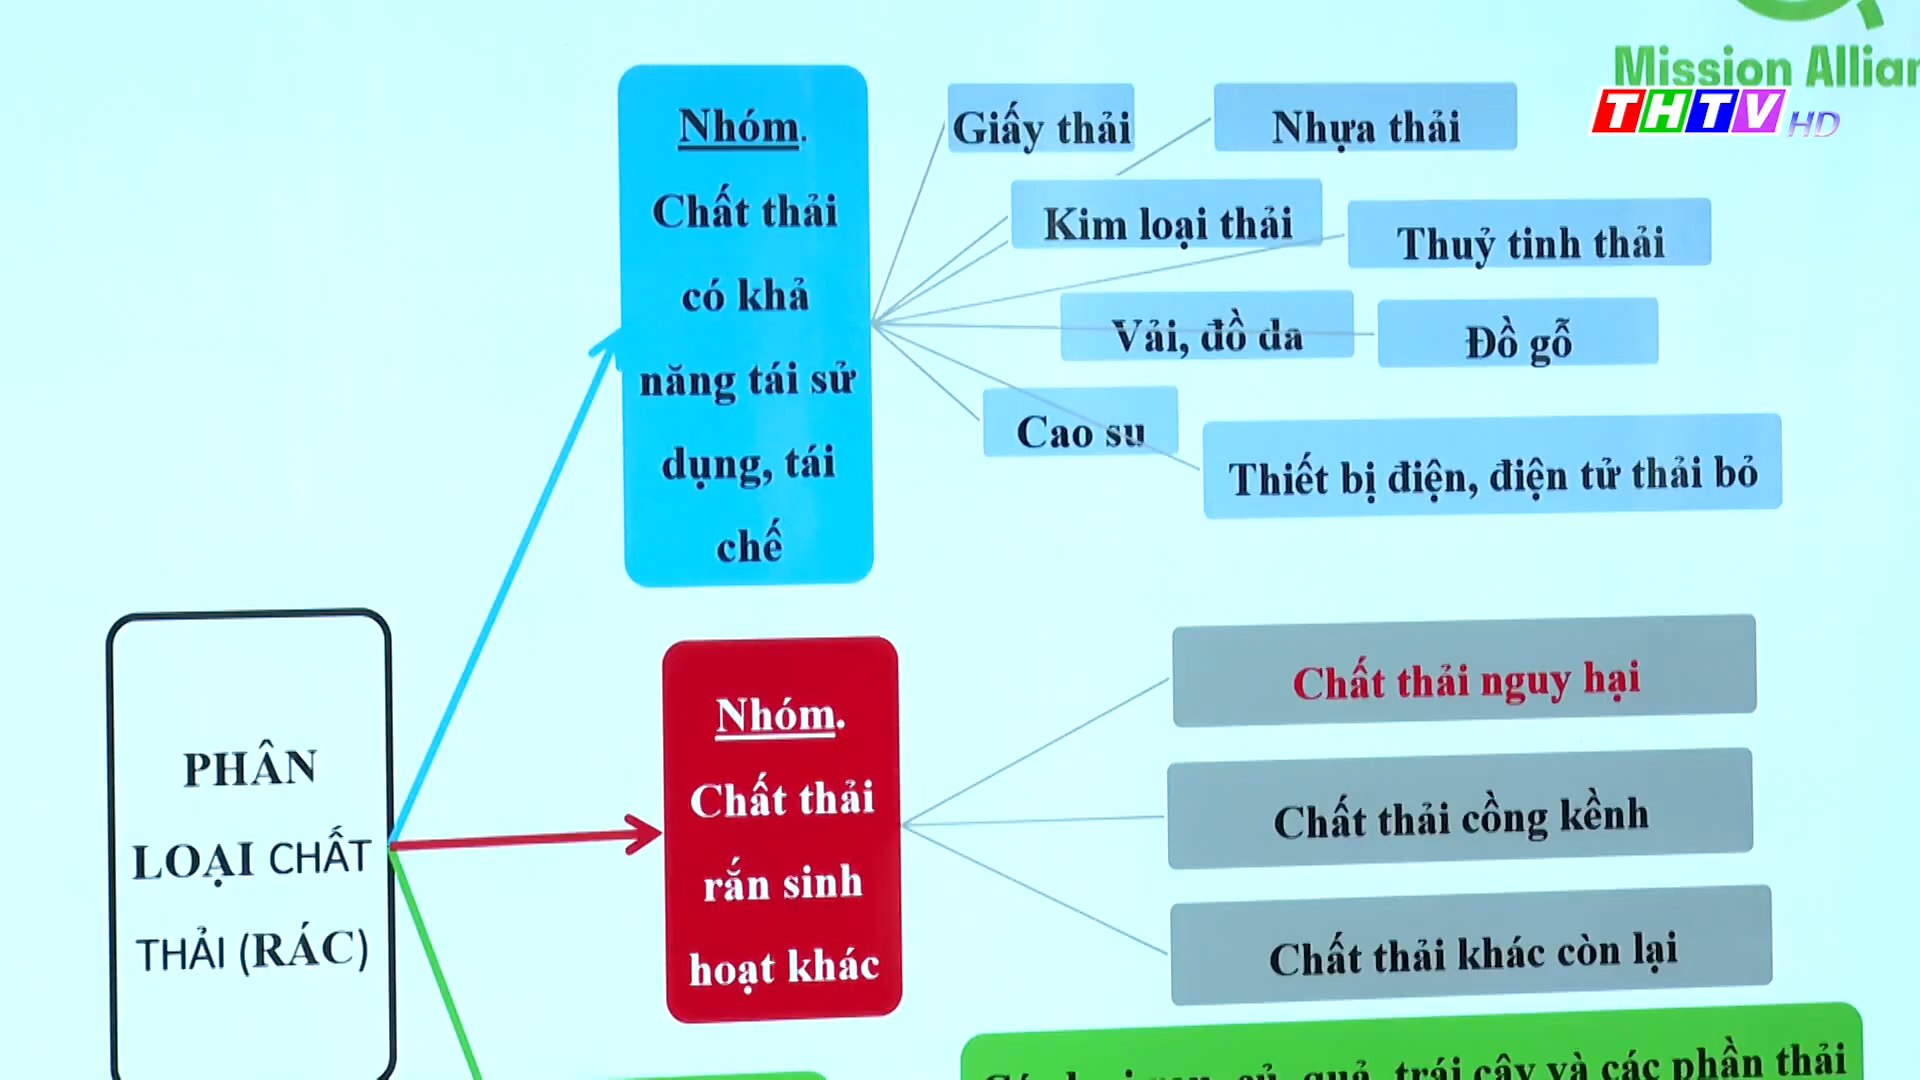 Mission Allian
THTV HD
Nhóm.
Chất thải
có khả
năng tái sử
dụng, tái
chế
Giấy thải
Nhựa thải
Kim loại thải
Thuỷ tinh thải
Vải, đồ da
Đồ gỗ
Cao su
Thiết bị điện, điện tử thải bỏ
PHÂN
LOẠI CHẤT
THẢI (RÁC)
Nhóm.
Chất thải
rắn sinh
hoạt khác
Chất thải nguy hại
Chất thải cồng kềnh
Chất thải khác còn lại
củ, quả, trái cây và các phần thải